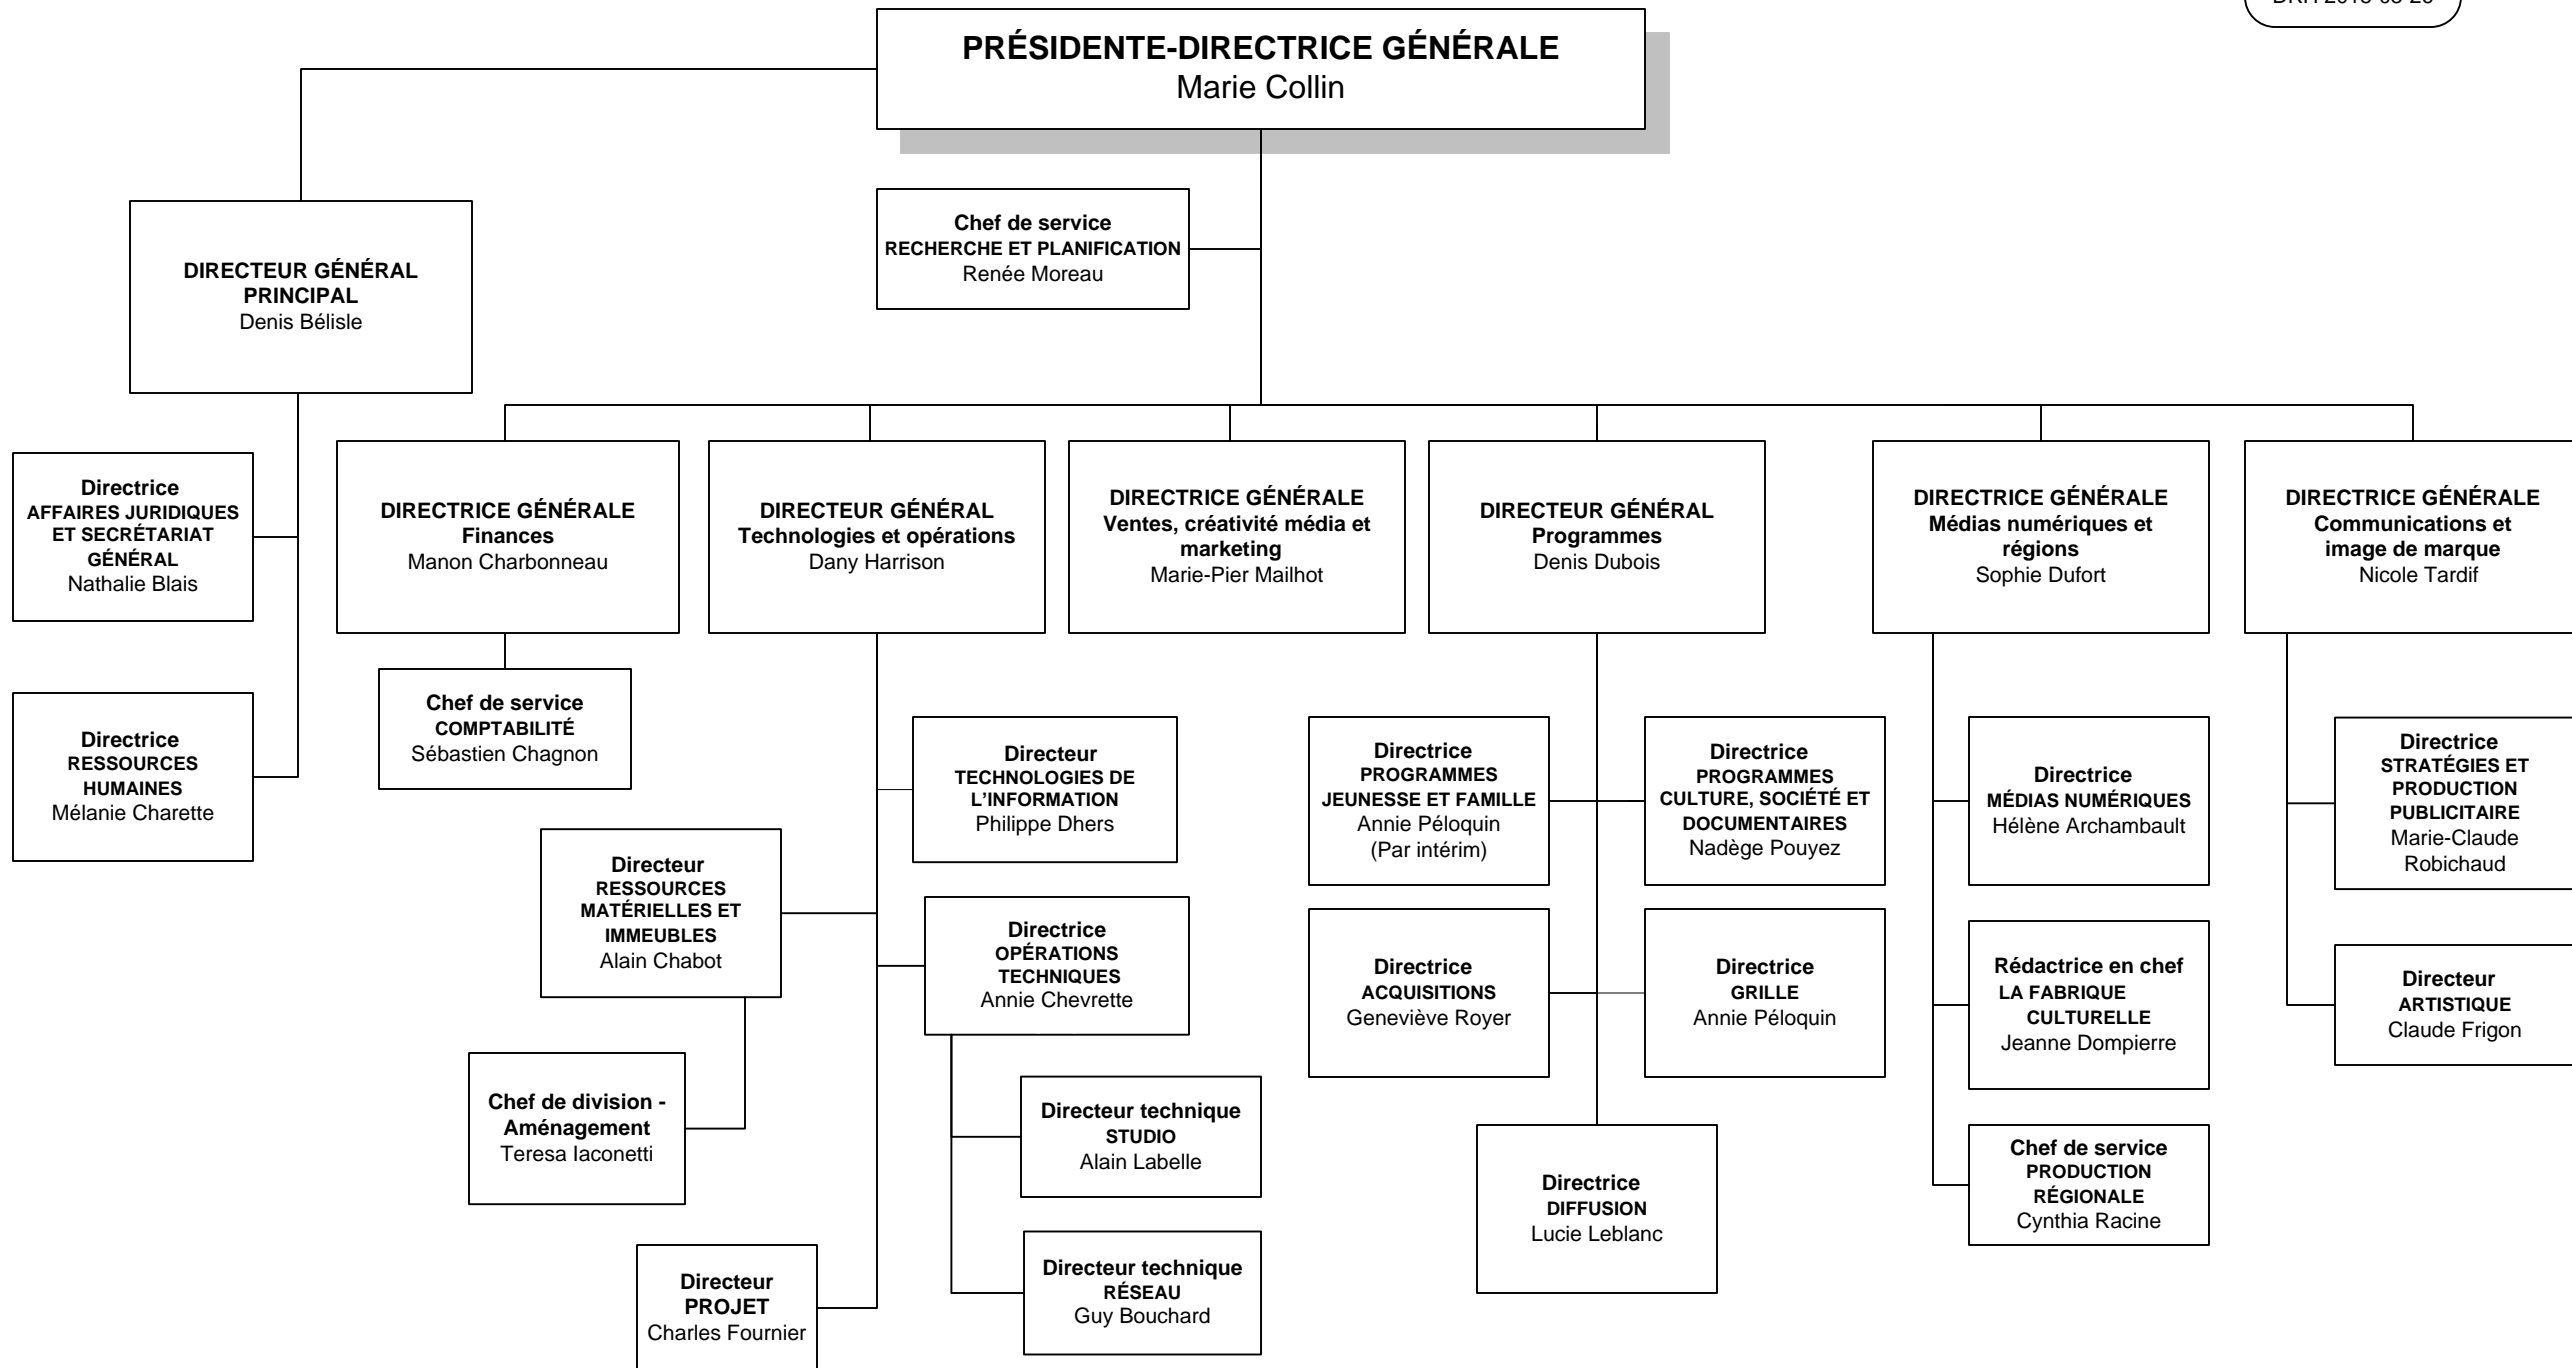 PRÉSIDENTE-DIRECTRICE GÉNÉRALE
Marie Collin
Chef de service
RECHERCHE ET PLANIFICATION
Renée Moreau
DIRECTEUR GÉNÉRAL
PRINCIPAL
Denis Bélisle
Directrice
AFFAIRES JURIDIQUES
ET SECRÉTARIAT
GÉNÉRAL
Nathalie Blais
Directrice
RESSOURCES
HUMAINES
Mélanie Charette
DIRECTRICE GÉNÉRALE
Finances
Manon Charbonneau
Chef de service
COMPTABILITÉ
Sébastien Chagnon
DIRECTEUR GÉNÉRAL
Technologies et opérations
Dany Harrison
Directeur
TECHNOLOGIES DE
L’INFORMATION
Philippe Dhers
Directeur
RESSOURCES
MATÉRIELLES ET
IMMEUBLES
Alain Chabot
Chef de division -
Aménagement
Teresa Iaconetti
Directrice
OPÉRATIONS
TECHNIQUES
Annie Chevrette
Directeur technique
STUDIO
Alain Labelle
Directeur technique
RÉSEAU
Guy Bouchard
Directeur
PROJET
Charles Fournier
DIRECTRICE GÉNÉRALE
Ventes, créativité média et
marketing
Marie-Pier Mailhot
DIRECTEUR GÉNÉRAL
Programmes
Denis Dubois
Directrice
PROGRAMMES
JEUNESSE ET FAMILLE
Annie Péloquin
(Par intérim)
Directrice
PROGRAMMES
CULTURE, SOCIÉTÉ ET
DOCUMENTAIRES
Nadège Pouyez
Directrice
ACQUISITIONS
Geneviève Royer
Directrice
GRILLE
Annie Péloquin
Directrice
DIFFUSION
Lucie Leblanc
DIRECTRICE GÉNÉRALE
Médias numériques et
régions
Sophie Dufort
Directrice
MÉDIAS NUMÉRIQUES
Hélène Archambault
Rédactrice en chef
LA FABRIQUE
CULTURELLE
Jeanne Dompierre
Chef de service
PRODUCTION
RÉGIONALE
Cynthia Racine
DIRECTRICE GÉNÉRALE
Communications et
image de marque
Nicole Tardif
Directrice
STRATÉGIES ET
PRODUCTION
PUBLICITAIRE
Marie-Claude
Robichaud
Directeur
ARTISTIQUE
Claude Frigon